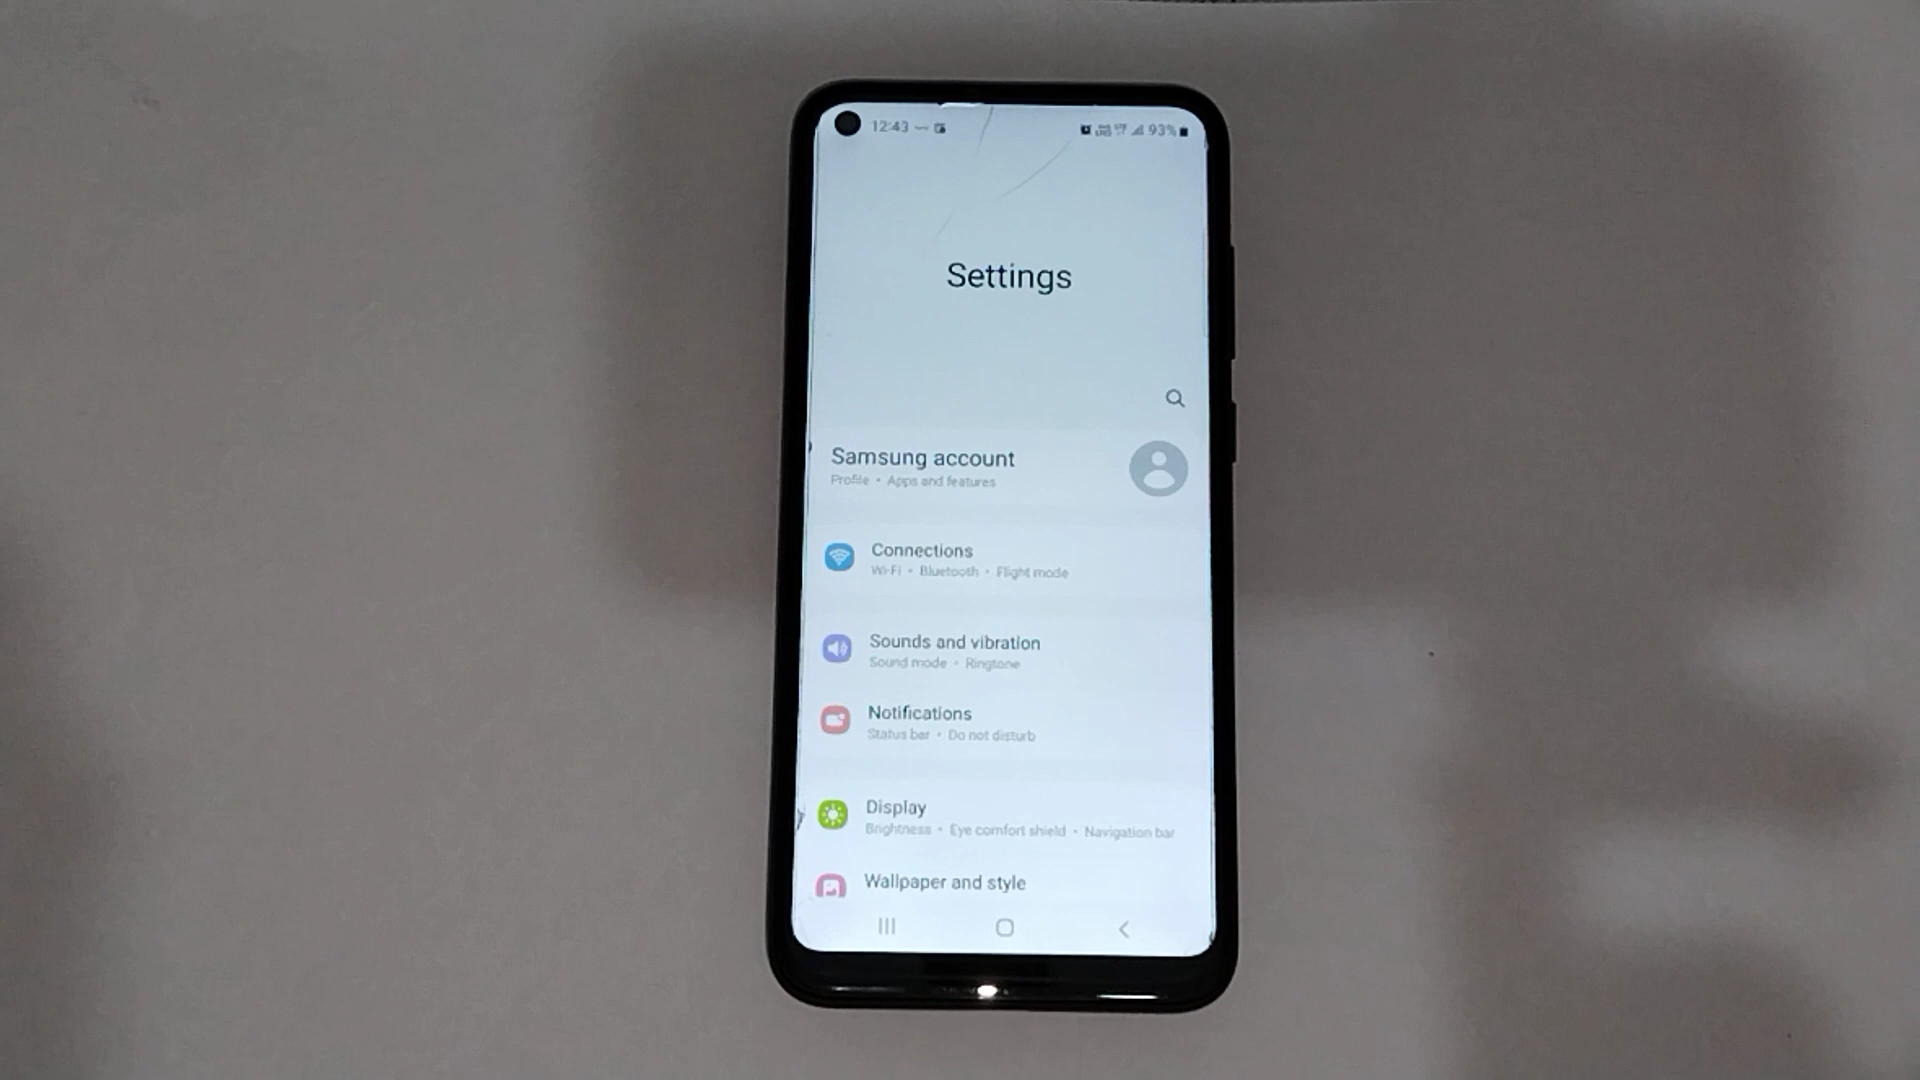 12:43
93%
Settings
Samsung account
Profile • Apps and features
Connections
Wi-Fi • Bluetooth • Flight mode
Sounds and vibration
Sound mode • Ringtone
Notifications
Status bar • Do not disturb
Display
Brightness • Eye comfort shield • Navigation bar
Wallpaper and style